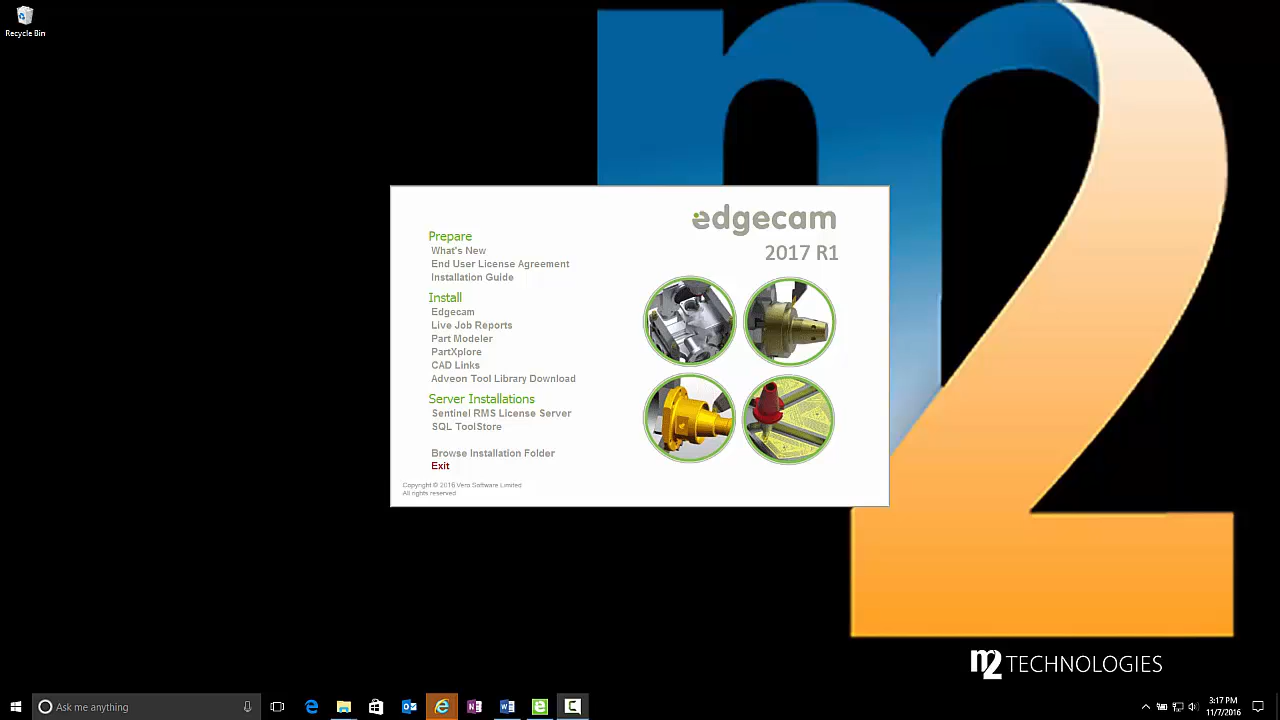 Recycle Bin
edgecam
2017 R1
Prepare
What's New
End User License Agreement
Installation Guide
Install
Edgecam
Live Job Reports
Part Modeler
PartXplore
CAD Links
Adveon Tool Library Download
Server Installations
Sentinel RMS License Server
SQL ToolStore
Browse Installation Folder
Exit
Copyright © 2016 Vero Software Limited
All rights reserved
m2
m2 TECHNOLOGIES
Ask me anything
3:17 PM
11/7/2016